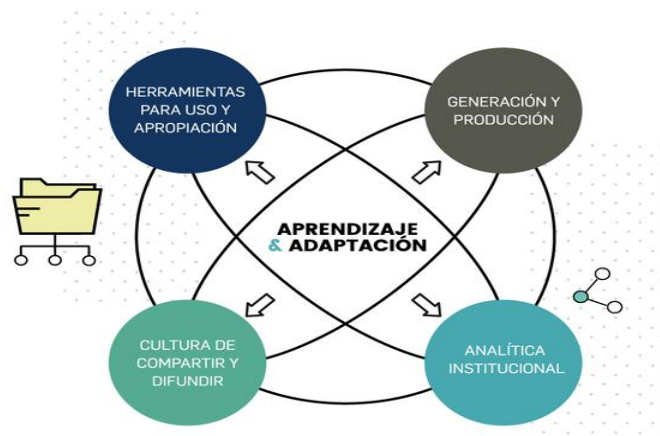 HERRAMIENTAS
PARA USO Y
APROPIACIÓN
GENERACIÓN Y
PRODUCCIÓN
APRENDIZAJE
& ADAPTACIÓN
CULTURA DE
COMPARTIR Y
DIFUNDIR
ANALÍTICA
INSTITUCIONAL